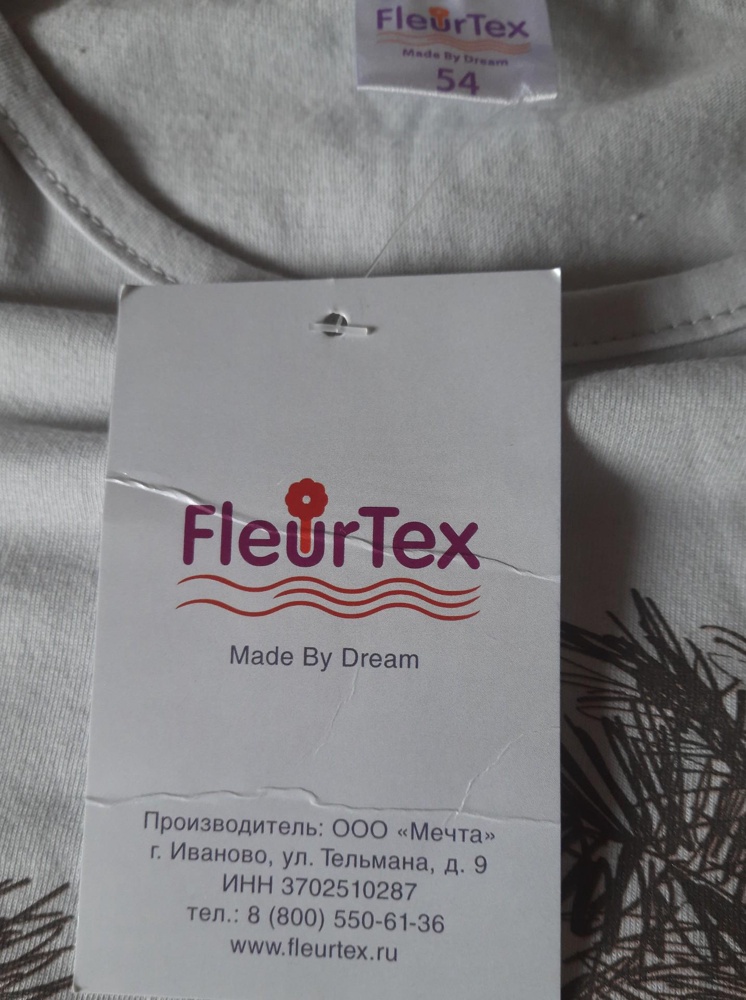 FleurTex
Made By Dream
54
FleurTex
Made By Dream
Производитель: ООО «Мечта»
г. Иваново, ул. Тельмана, д. 9
ИНН 3702510287
тел.: 8 (800) 550-61-36
www.fleurtex.ru